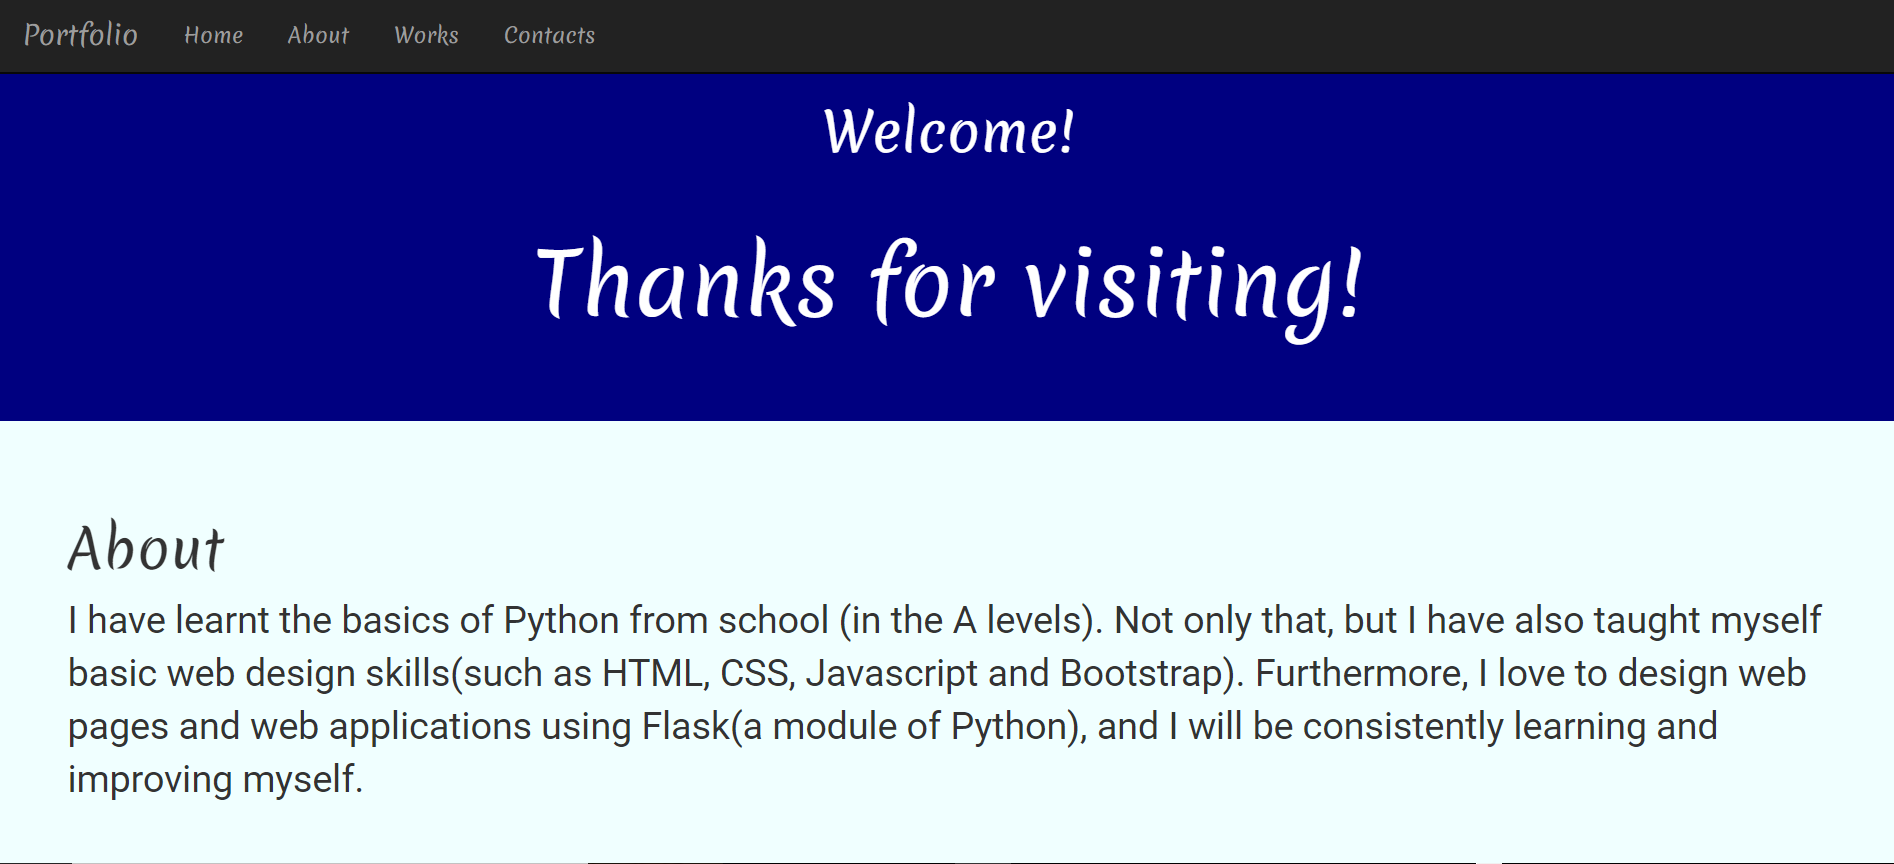 Portfolio Home About Works Contacts
Welcome!
Thanks for visiting!
About
I have learnt the basics of Python from school (in the A levels). Not only that, but I have also taught myself
basic web design skills(such as HTML, CSS, Javascript and Bootstrap). Furthermore, I love to design web
pages and web applications using Flask(a module of Python), and I will be consistently learning and
improving myself.